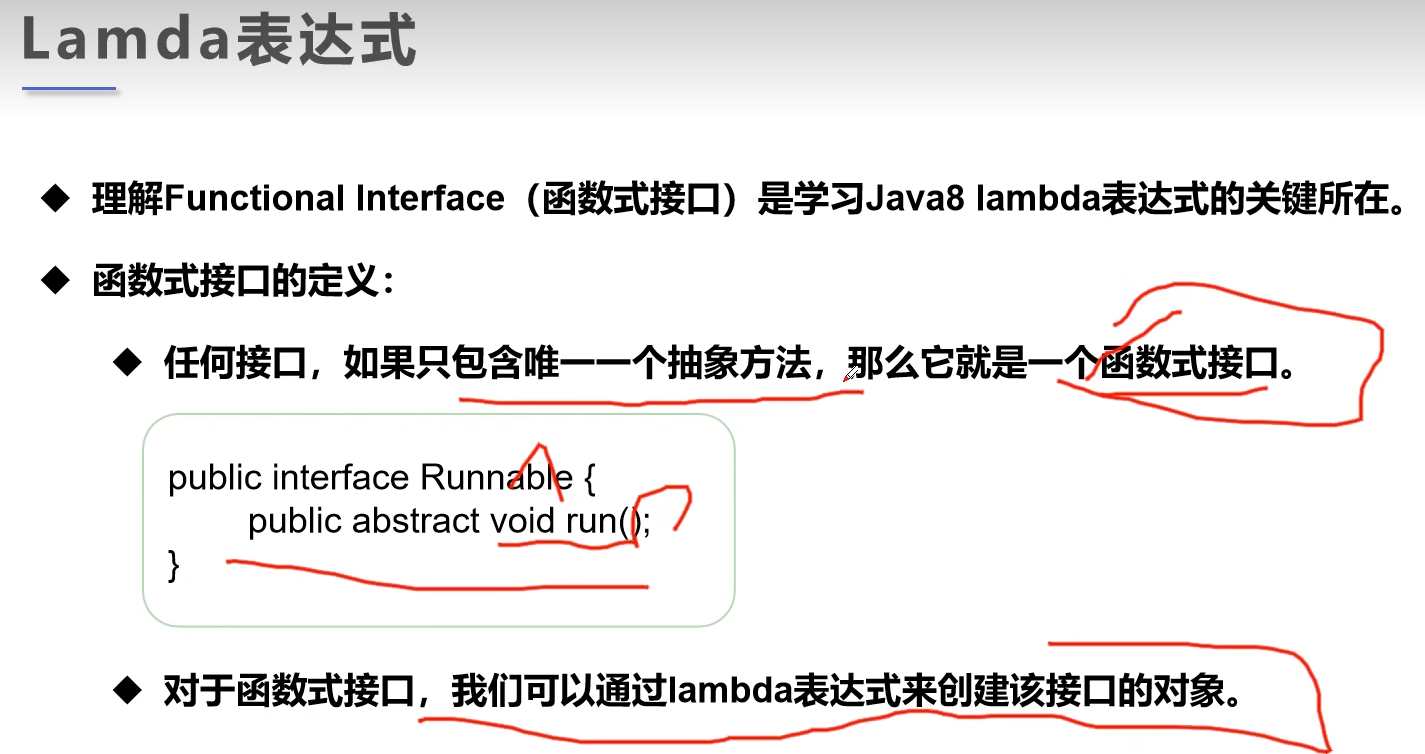 Lamda表达式
理解Functional Interface（函数式接口）是学习Java8 lambda表达式的关键所在。
函数式接口的定义：
任何接口，如果只包含唯一一个抽象方法，那么它就是一个函数式接口。
public interface Runnable {
public abstract void run();
}
对于函数式接口，我们可以通过lambda表达式来创建该接口的对象。